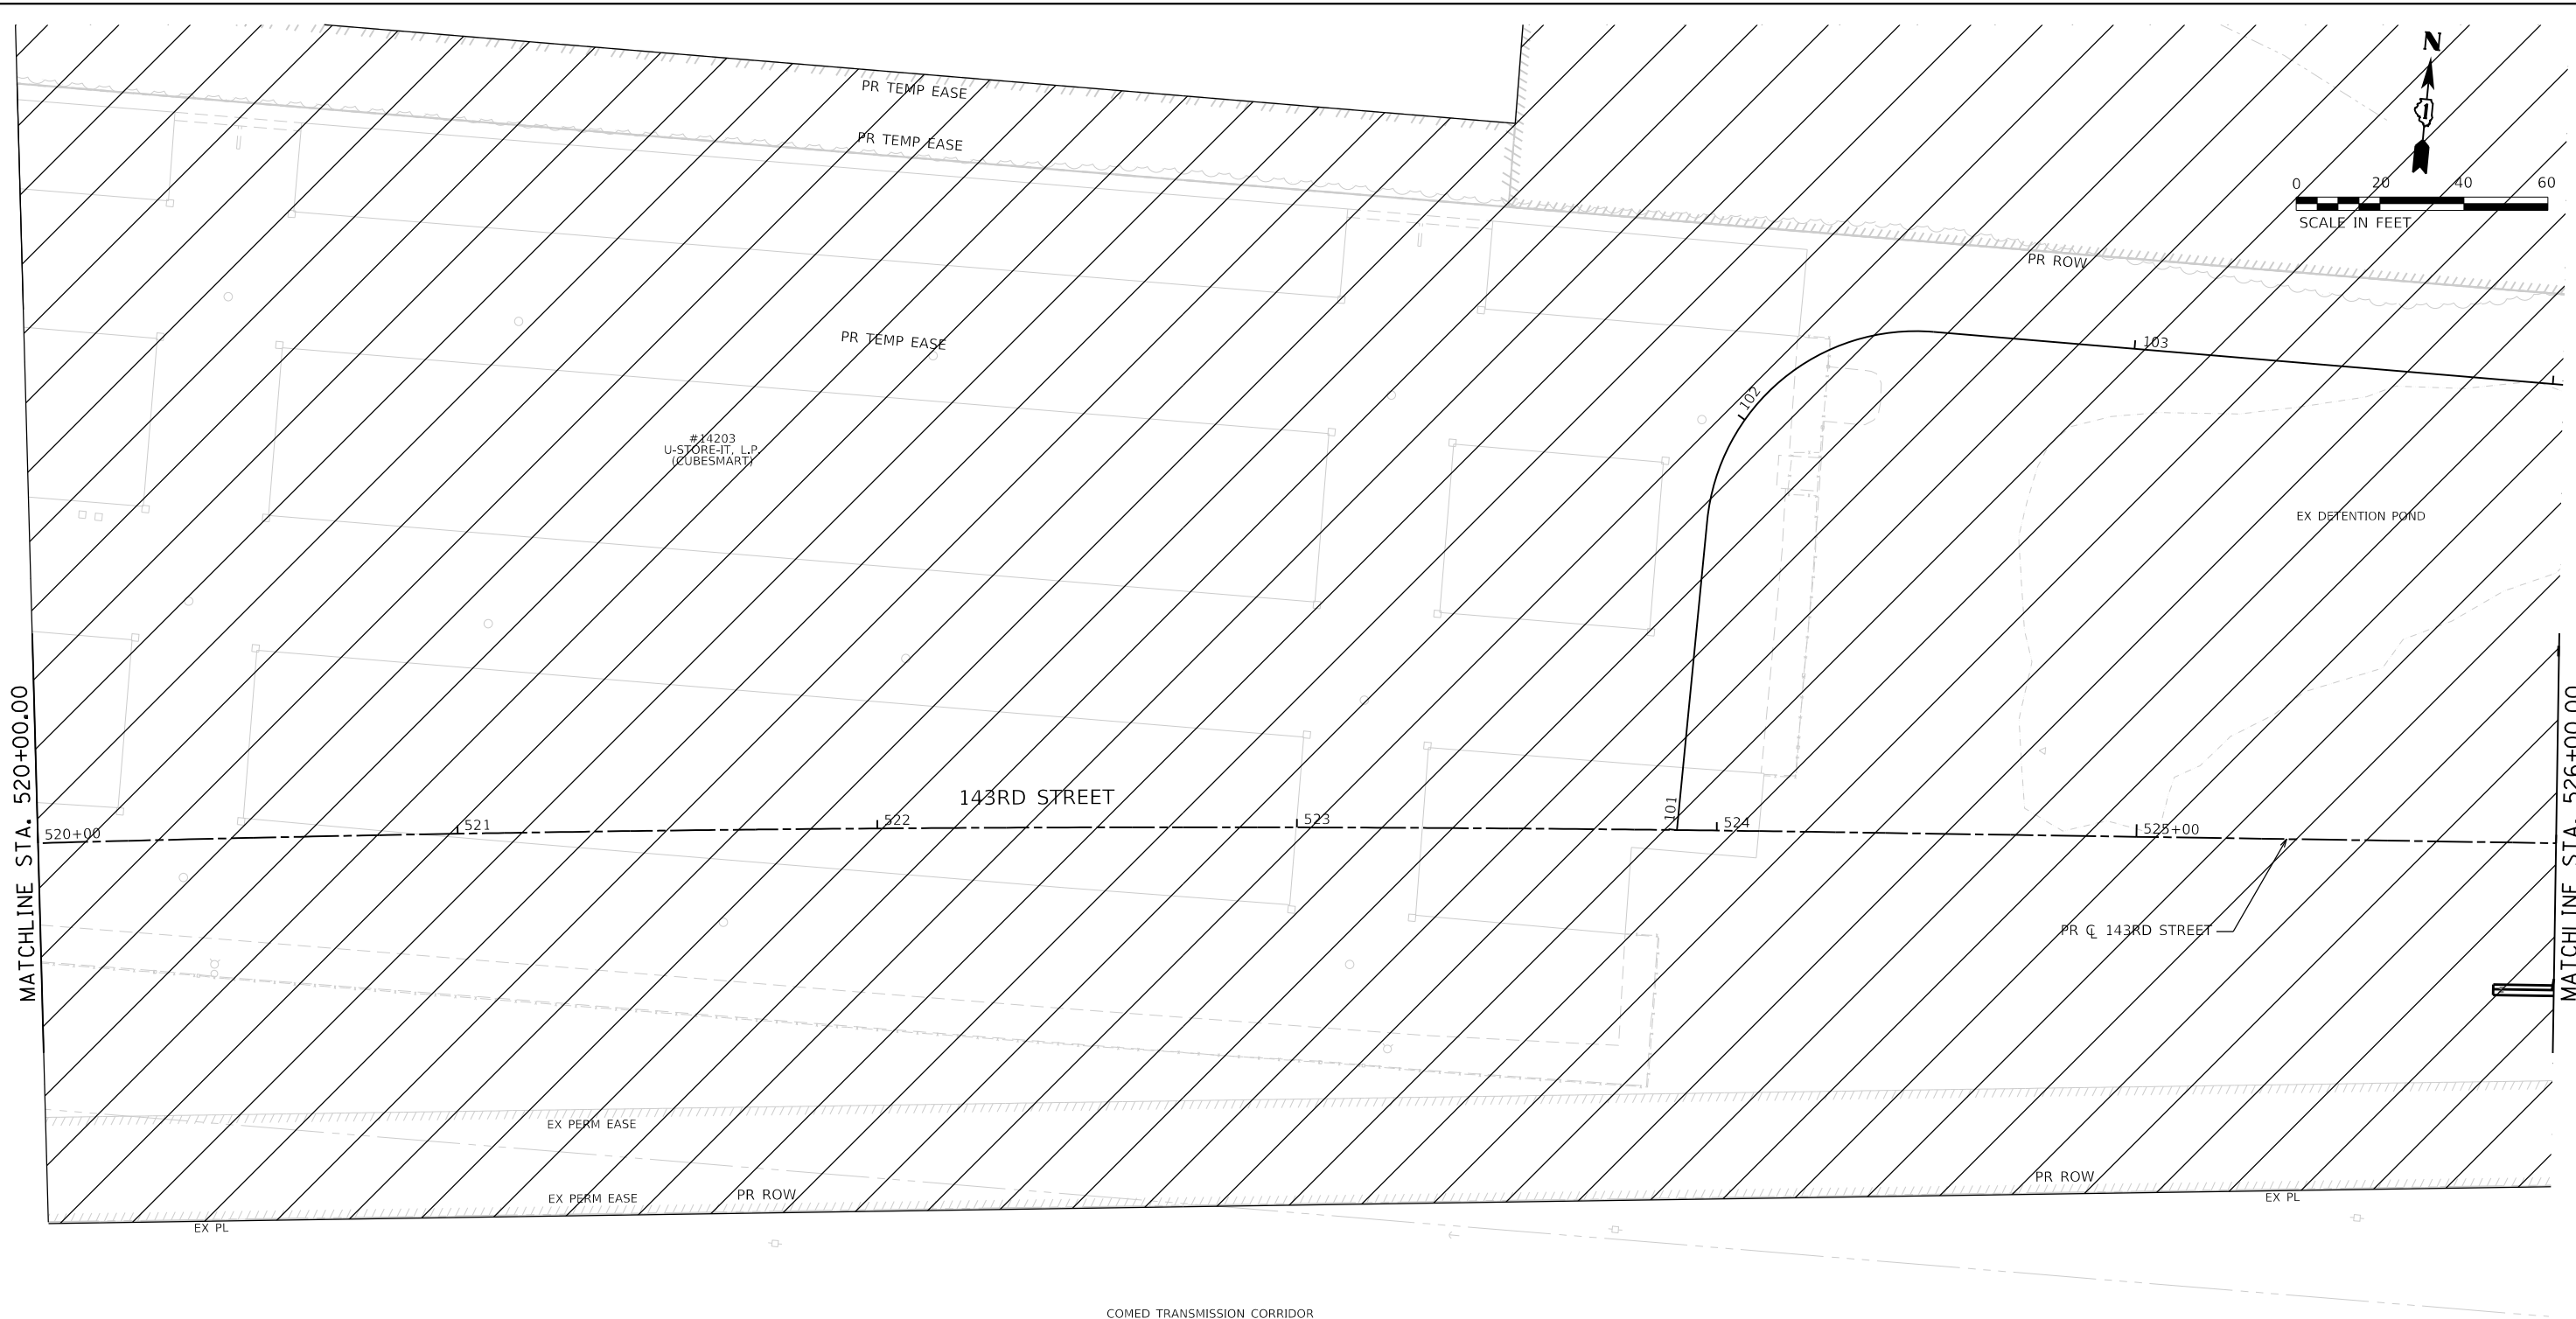 N
0 20 40 60
SCALE IN FEET
PR TEMP EASE
PR TEMP EASE
PR ROW
PR TEMP EASE
103
102
#14203
U-STORE-IT, L.P.
(CUBESMART)
EX DETENTION POND
MATCHLINE STA. 520+00.00
MATCHLINE STA. 526+00.00
143RD STREET
101
520+00
521
522
523
524
525+00
PR ℄ 143RD STREET
EX PERM EASE
PR ROW
EX PERM EASE
PR ROW
EX PL
EX PL
COMED TRANSMISSION CORRIDOR